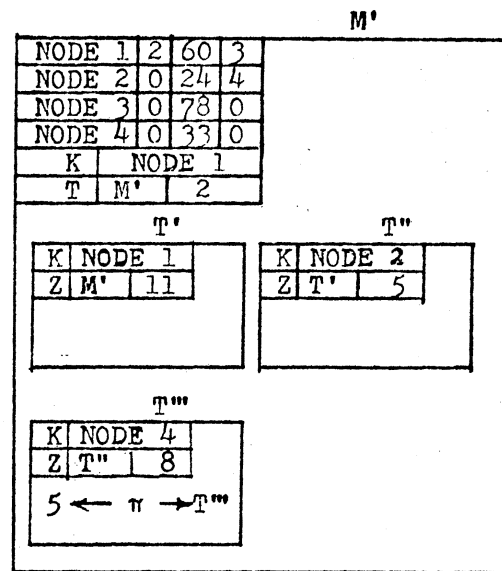 M'
NODE 1 2 60 3
NODE 2 0 24 4
NODE 3 0 78 0
NODE 4 0 33 0
K NODE 1
T M' 2
T' T"
K NODE 1 K NODE 2
Z M' 11 Z T' 5
T"'
K NODE 4
Z T" 8
5 ← π → T"'